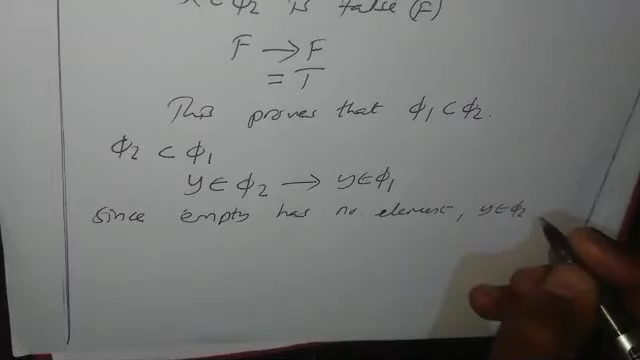 x ∈ ϕ2 is false (F)
F → F
= T
This proves that ϕ1 ⊂ ϕ2.
ϕ2 ⊂ ϕ1
y ∈ ϕ2 → y ∈ ϕ1
since empty has no element, y ∈ ϕ2